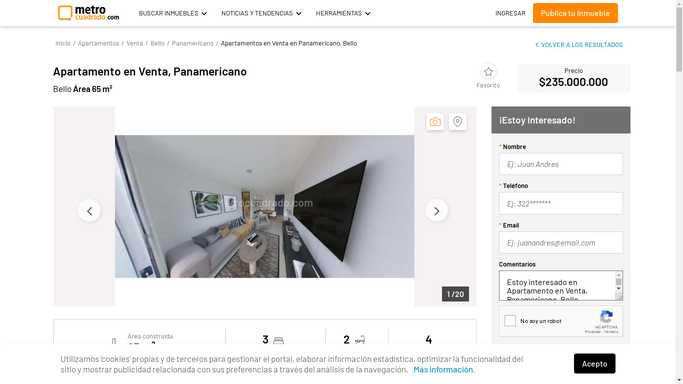 metro
cuadrado.com
BUSCAR INMUEBLES
NOTICIAS Y TENDENCIAS
HERRAMIENTAS
INGRESAR
Publica tu Inmueble
Inicio / Apartamentos / Venta / Bello / Panamericano / Apartamentos en Venta en Panamericano, Bello
VOLVER A LOS RESULTADOS
Apartamento en Venta, Panamericano
Bello Área 65 m²
Favorito
Precio
$235.000.000
1 / 20
¡Estoy Interesado!
* Nombre
Ej: Juan Andres
* Teléfono
Ej: 322*******
* Email
Ej: juanandres@email.com
Comentarios
Estoy interesado en
Apartamento en Venta,
Panamericano, Bello
No soy un robot
reCAPTCHA
Privacidad - Términos
Área construida
3
2
4
Utilizamos 'cookies' propias y de terceros para gestionar el portal, elaborar información estadística, optimizar la funcionalidad del
sitio y mostrar publicidad relacionada con sus preferencias a través del análisis de la navegación. Más información.
Acepto